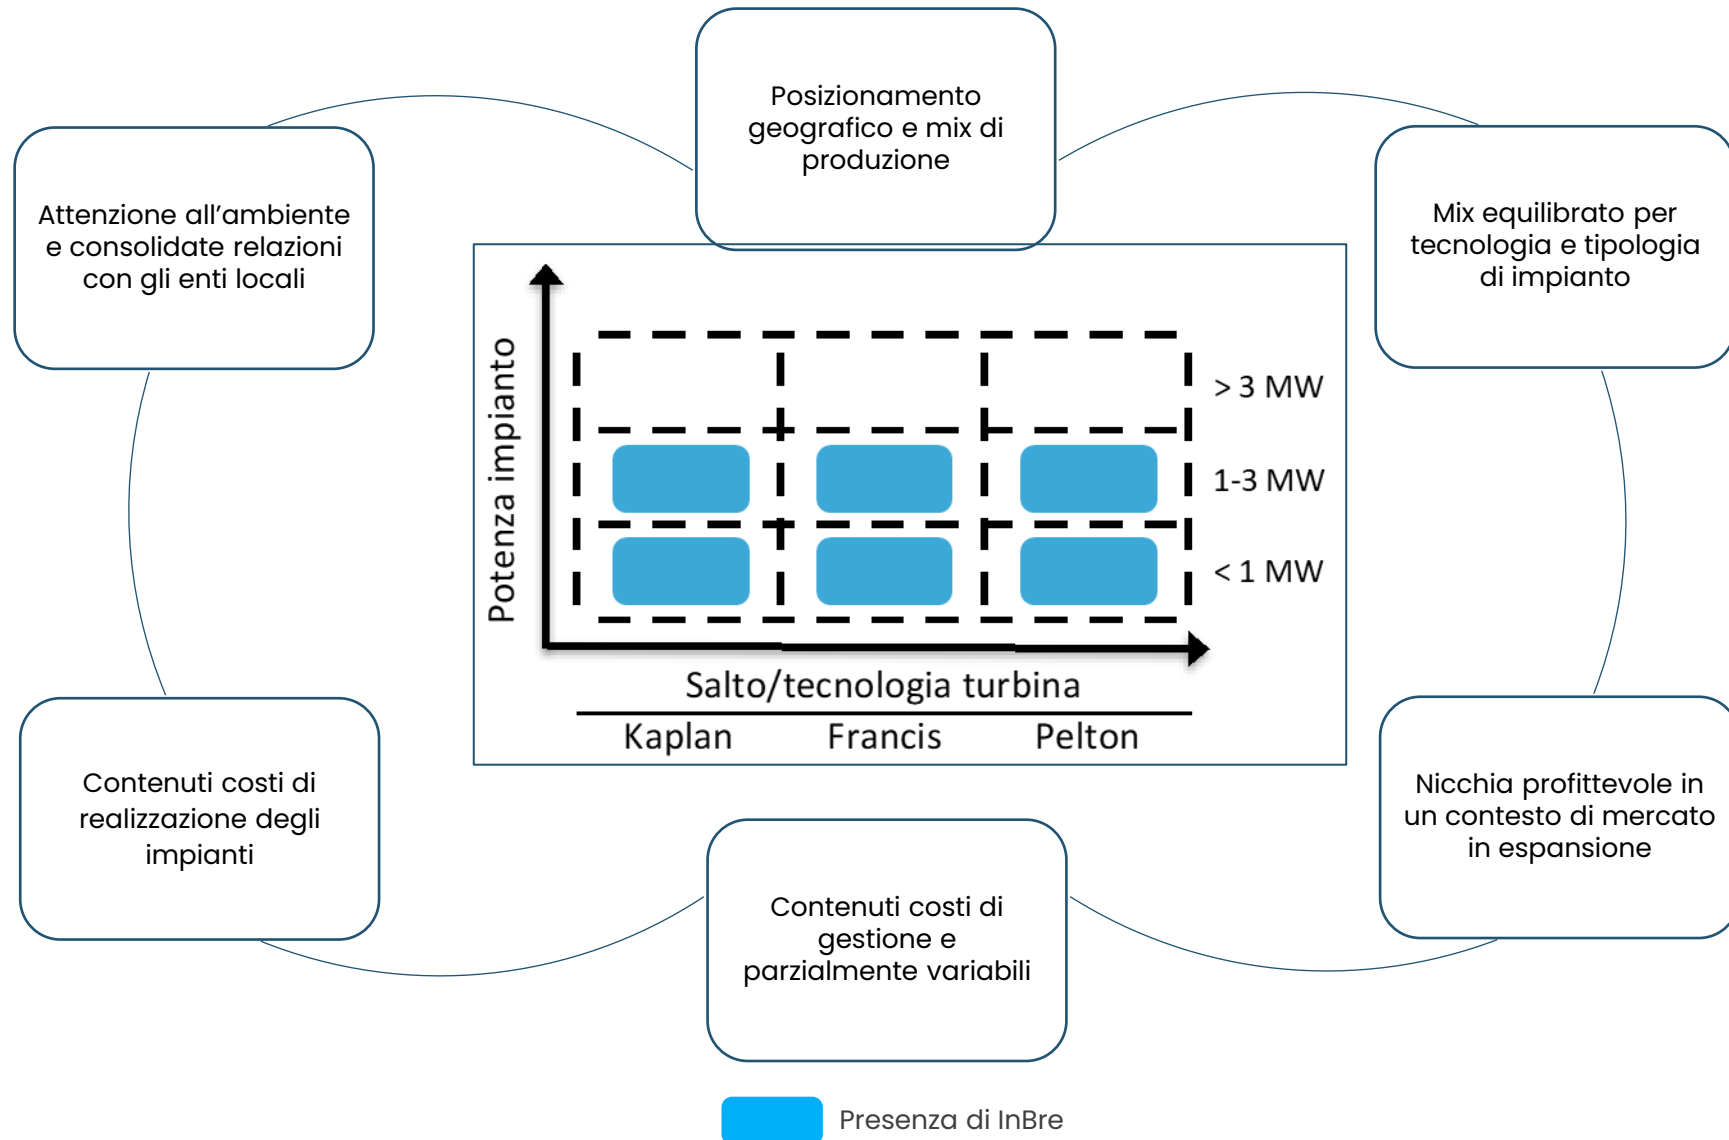 Posizionamento
geografico e mix di
produzione
Attenzione all’ambiente
e consolidate relazioni
con gli enti locali
Mix equilibrato per
tecnologia e tipologia
di impianto
Potenza impianto
> 3 MW
1-3 MW
< 1 MW
Salto/tecnologia turbina
Kaplan
Francis
Pelton
Contenuti costi di
realizzazione degli
impianti
Nicchia profittevole in
un contesto di mercato
in espansione
Contenuti costi di
gestione e
parzialmente variabili
Presenza di InBre